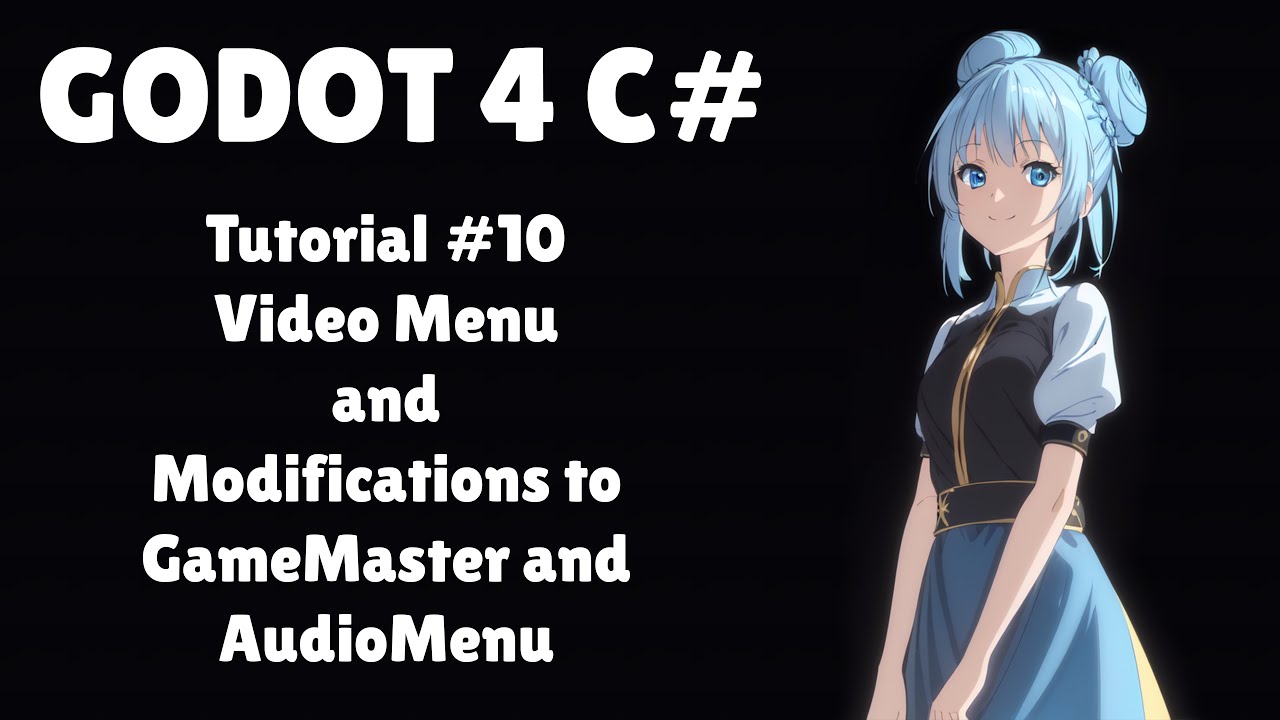 GODOT 4 C#
Tutorial #10
Video Menu
and
Modifications to
GameMaster and
AudioMenu